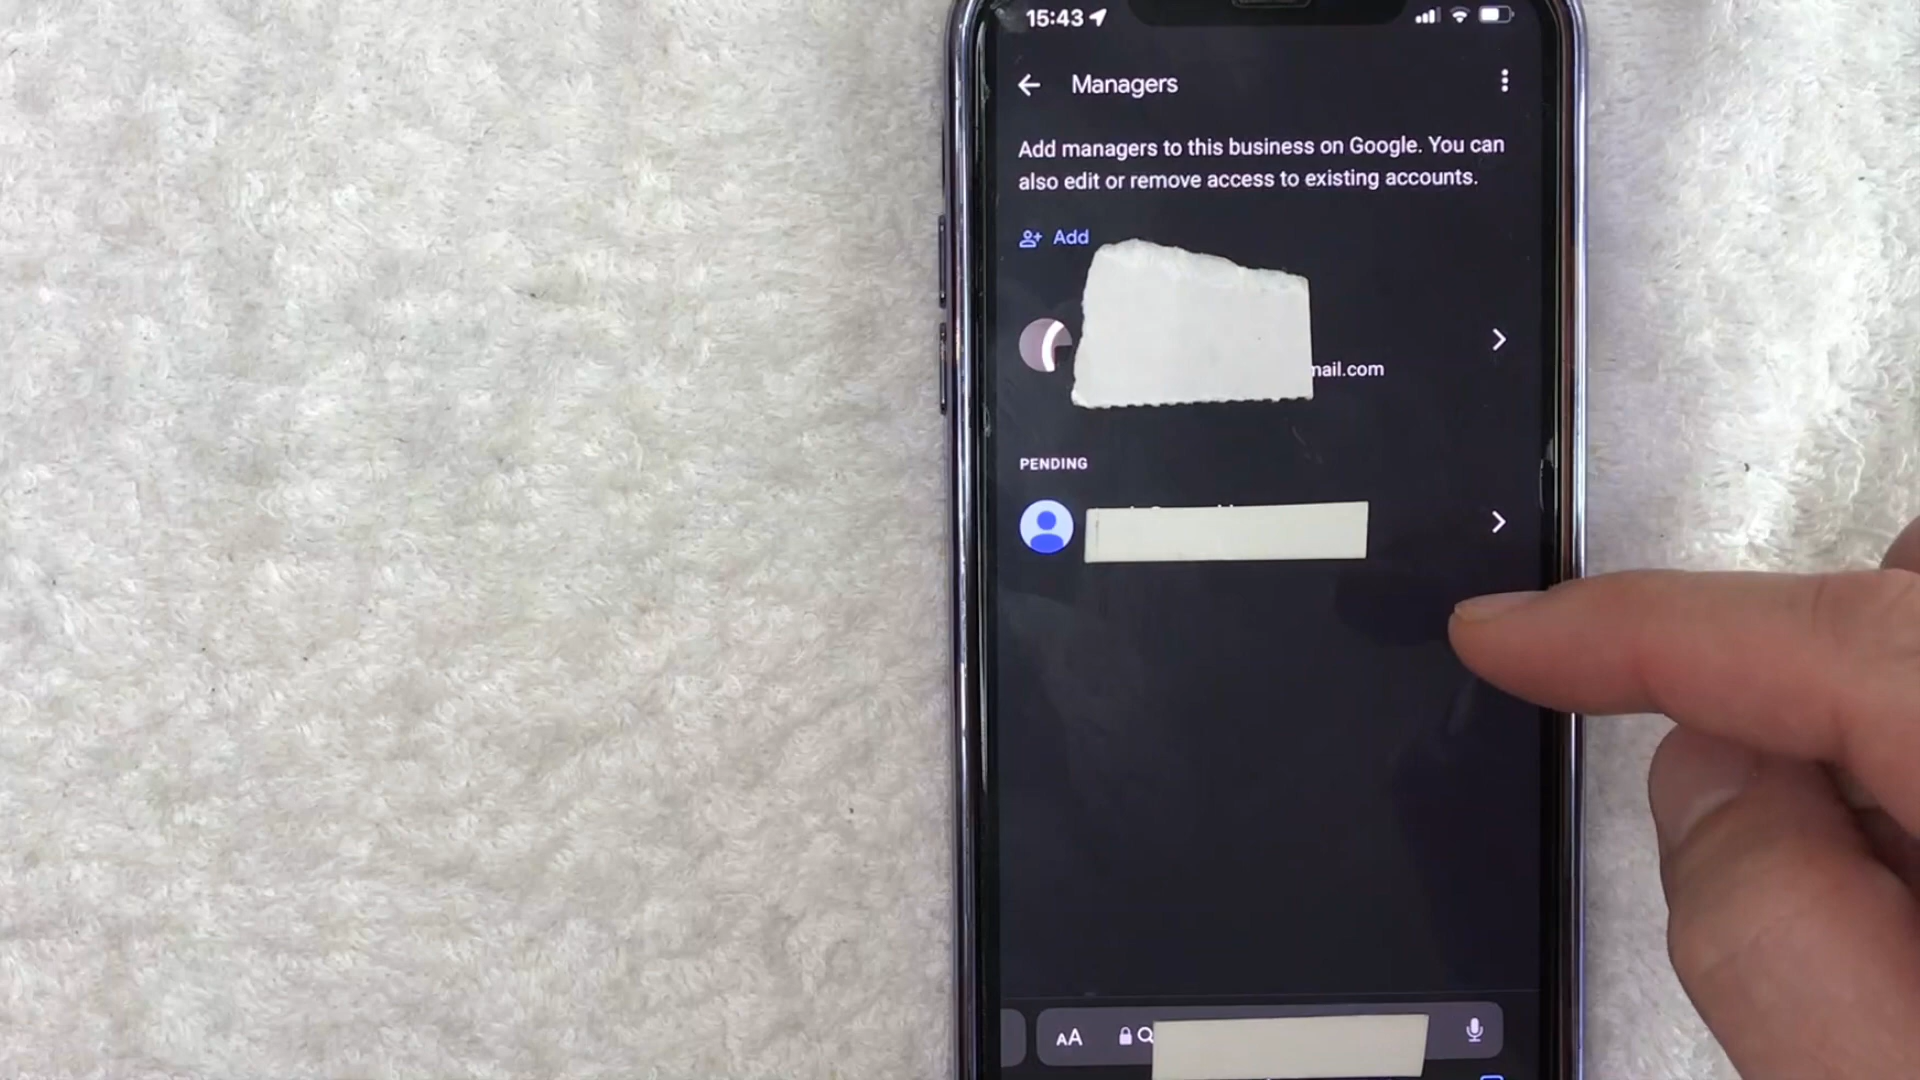 15:43
Managers
Add managers to this business on Google. You can
also edit or remove access to existing accounts.
Add
mail.com
PENDING
AA